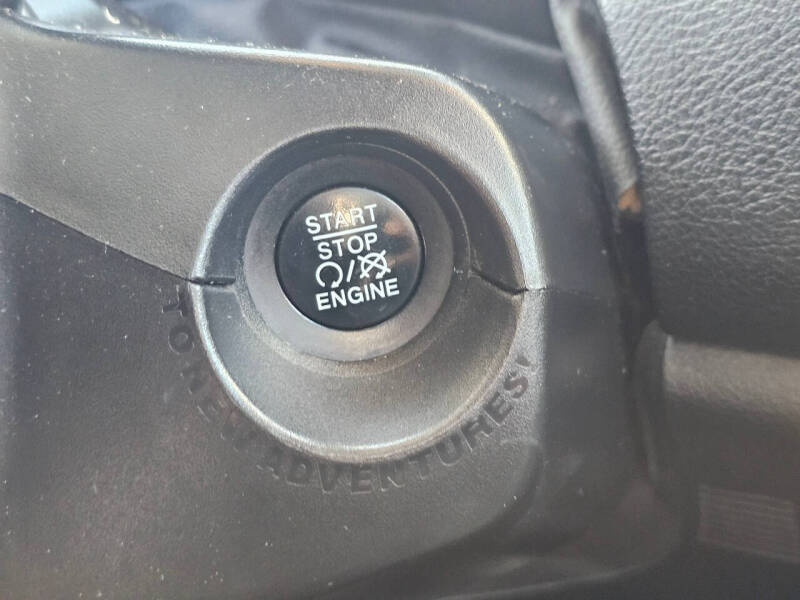 START
STOP
/
ENGINE
TO NEW ADVENTURES!